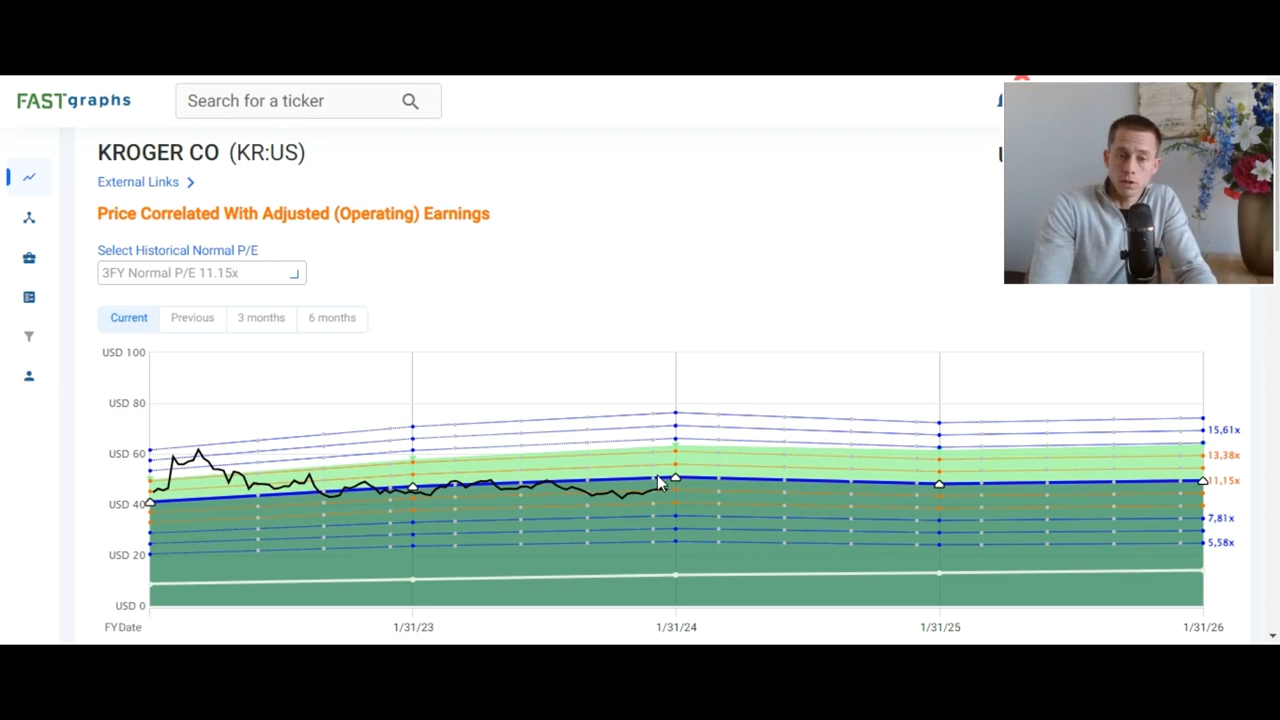 FAST graphs
Search for a ticker
KROGER CO (KR:US)
External Links
Price Correlated With Adjusted (Operating) Earnings
Select Historical Normal P/E
3FY Normal P/E 11.15x
Current Previous 3 months 6 months
USD 100
USD 80
USD 60
USD 40
USD 20
USD 0
15,61x
13,38x
11,15x
7,81x
5,58x
FYDate 1/31/23 1/31/24 1/31/25 1/31/26